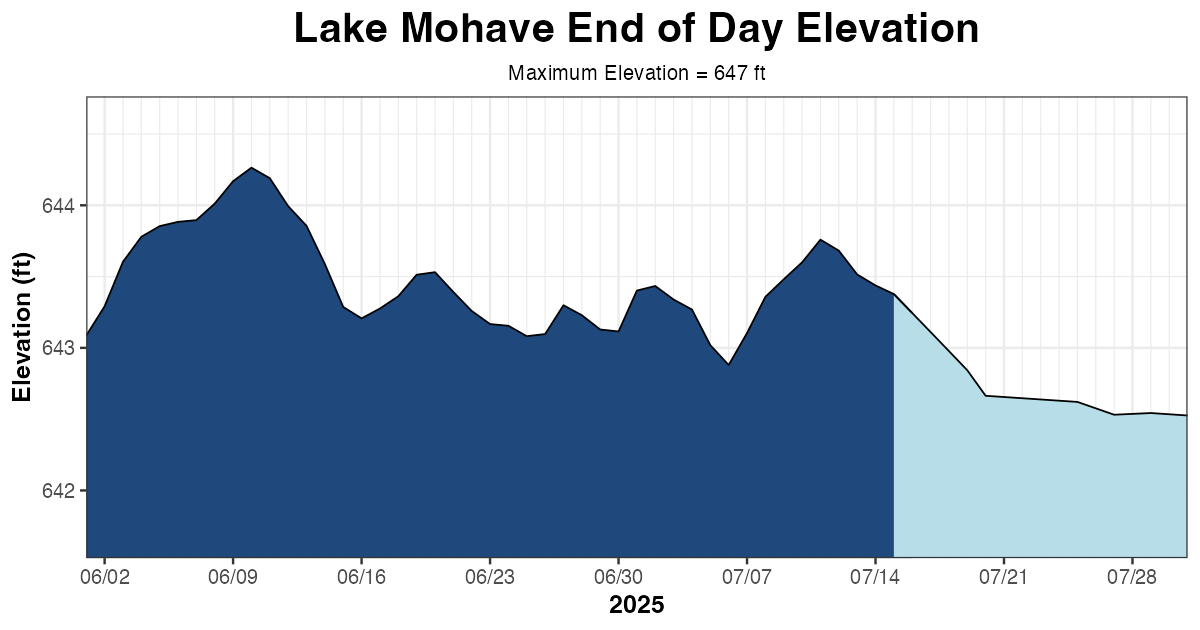 Lake Mohave End of Day Elevation
Maximum Elevation = 647 ft
Elevation (ft)
644
643
642
06/02 06/09 06/16 06/23 06/30 07/07 07/14 07/21 07/28
2025